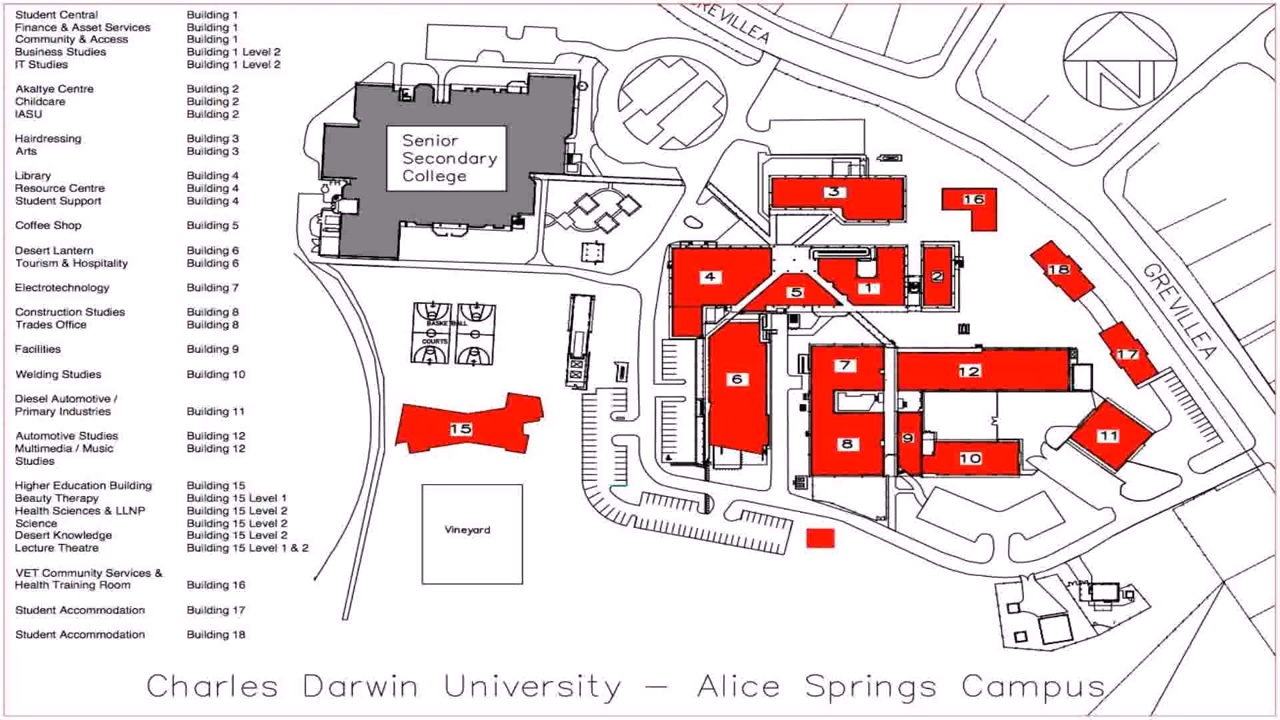 Student Central Building 1
Finance & Asset Services Building 1
Community & Access Building 1
Business Studies Building 1 Level 2
IT Studies Building 1 Level 2
Akaltye Centre Building 2
Childcare Building 2
IASU Building 2
Hairdressing Building 3
Arts Building 3
Library Building 4
Resource Centre Building 4
Student Support Building 4
Coffee Shop Building 5
Desert Lantern Building 6
Tourism & Hospitality Building 6
Electrotechnology Building 7
Construction Studies Building 8
Trades Office Building 8
Facilities Building 9
Welding Studies Building 10
Diesel Automotive /
Primary Industries Building 11
Automotive Studies Building 12
Multimedia / Music Building 12
Studies
Higher Education Building Building 15
Beauty Therapy Building 15 Level 1
Health Sciences & LLNP Building 15 Level 2
Science Building 15 Level 2
Desert Knowledge Building 15 Level 2
Lecture Theatre Building 15 Level 1 & 2
VET Community Services &
Health Training Room Building 16
Student Accommodation Building 17
Student Accommodation Building 18
GREVILLEA
N
Senior
Secondary
College
3
16
4
5
1
2
18
GREVILLEA
BASKETBALL
COURTS
6
7
12
17
15
8
9
10
11
Vineyard
Charles Darwin University – Alice Springs Campus